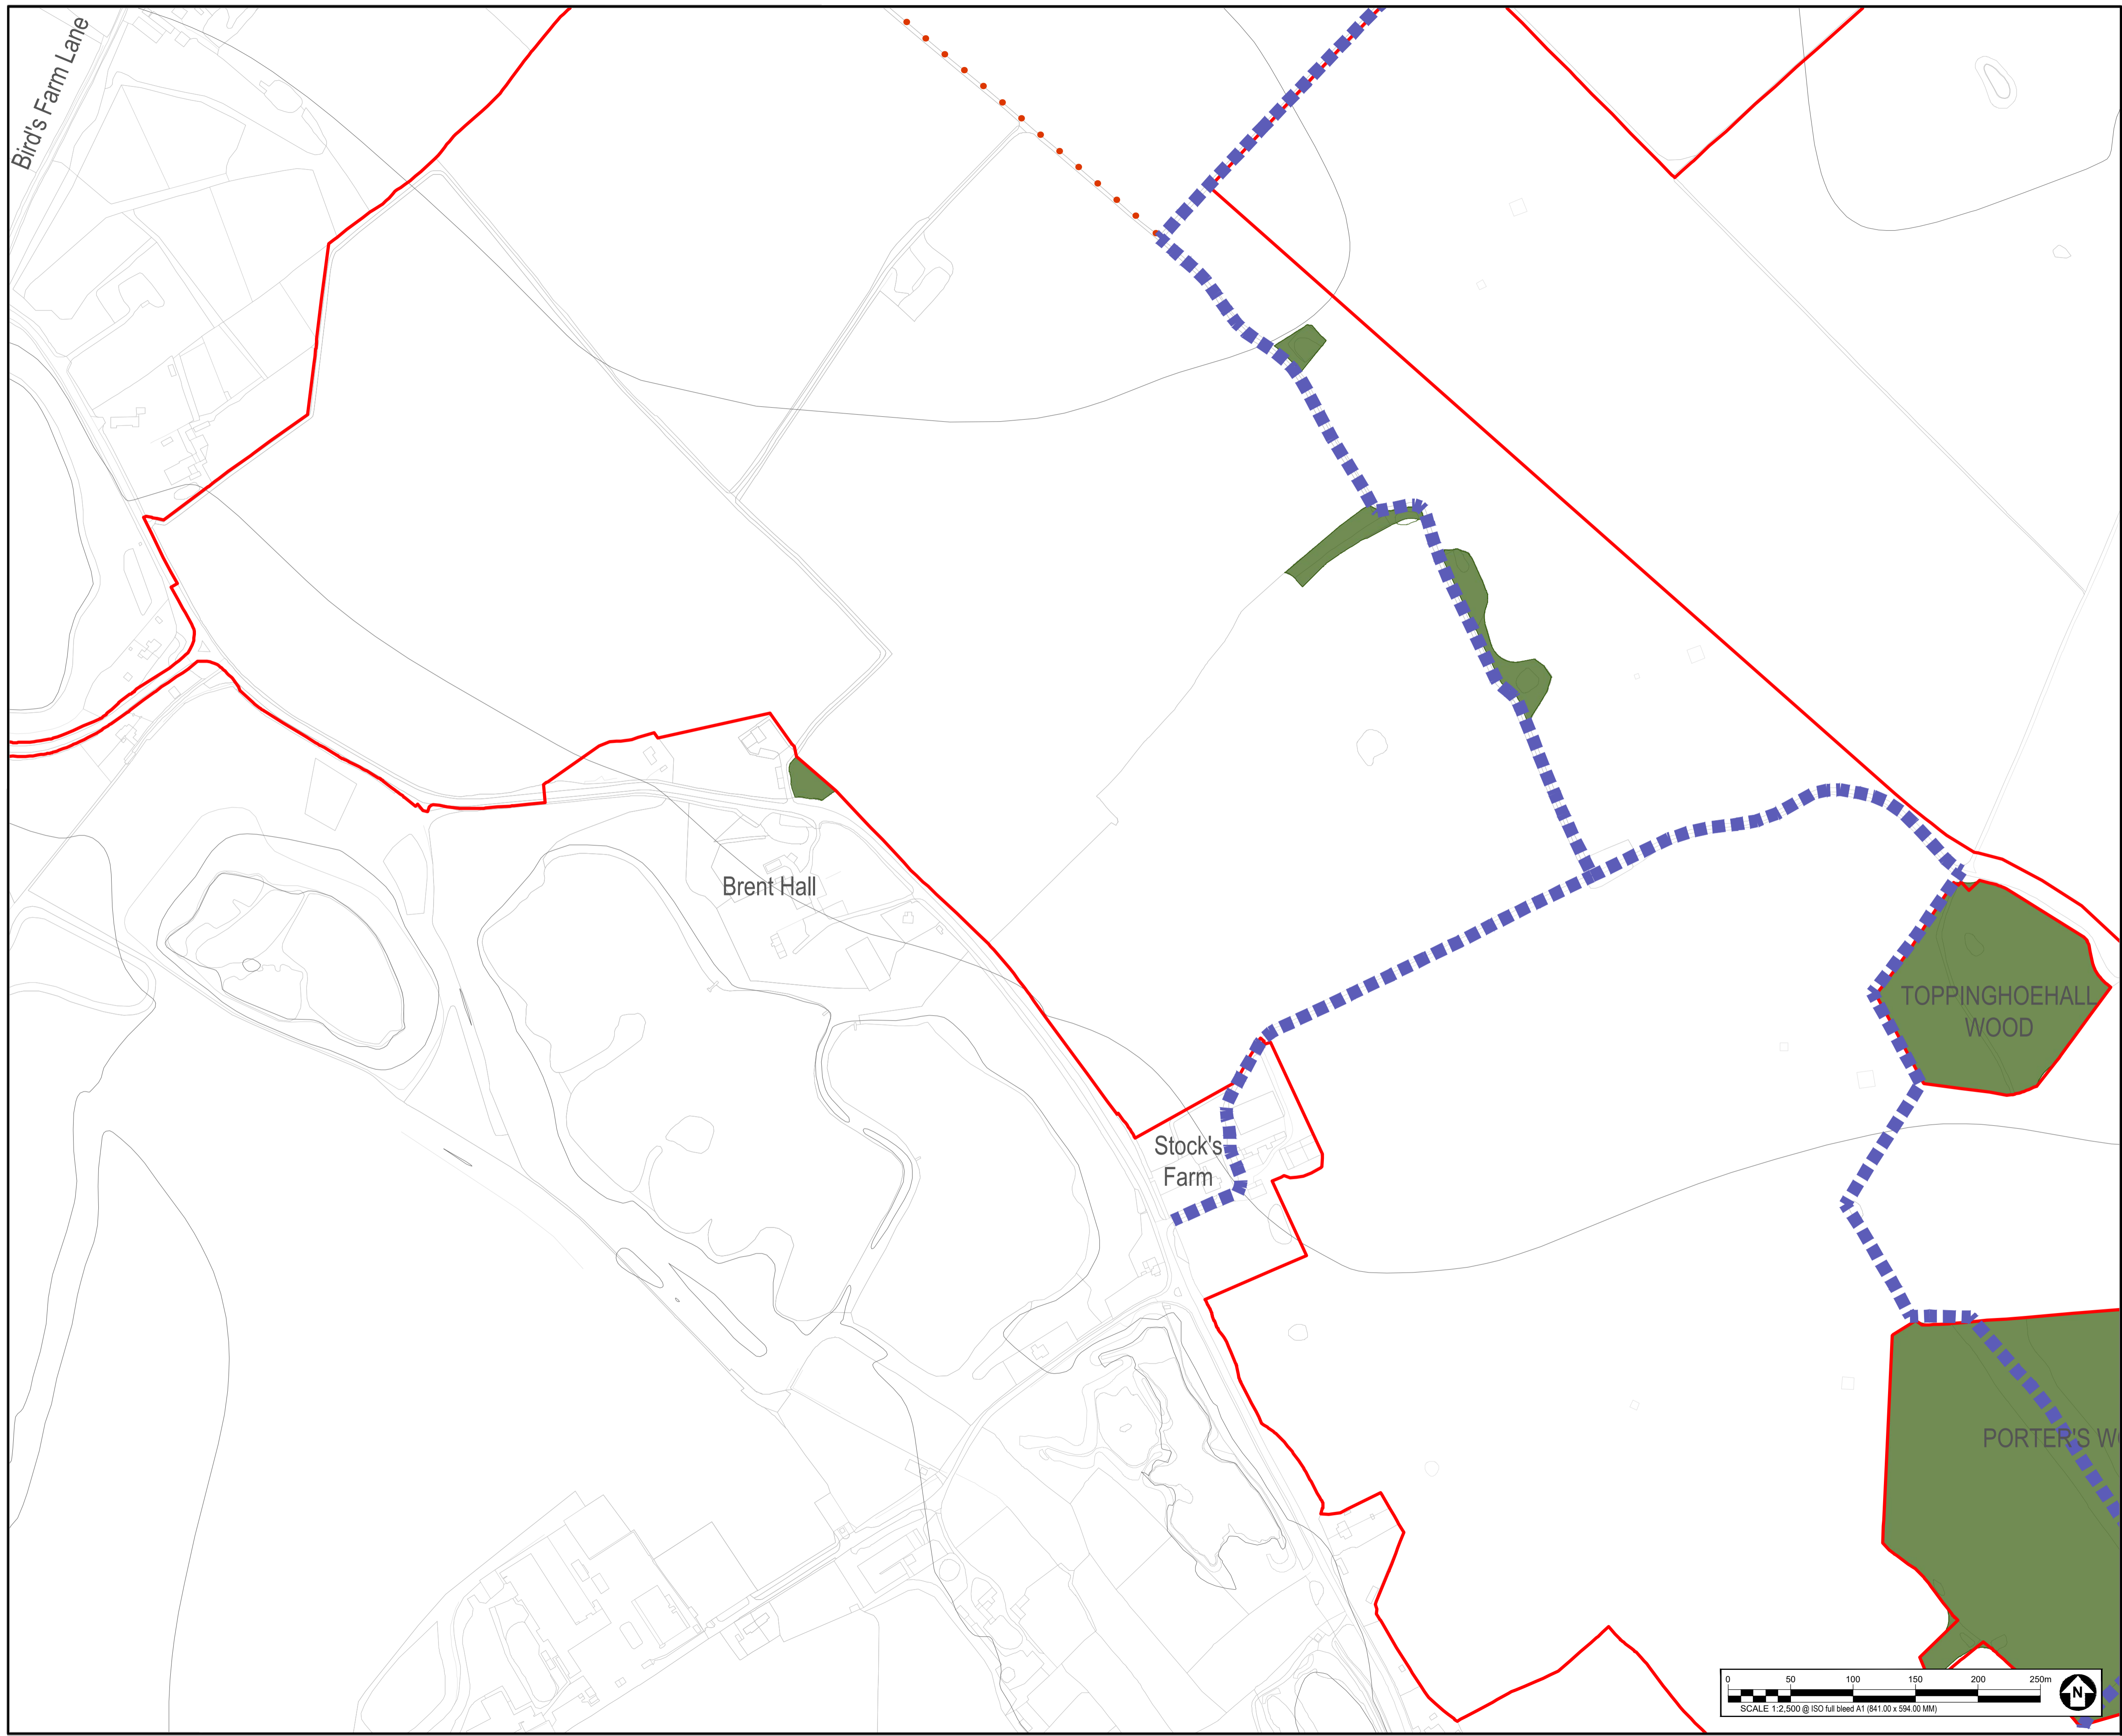 Bird's Farm Lane
Brent Hall
TOPPINGHOEHALL
WOOD
Stock's
Farm
PORTER'S W
0 50 100 150 200 250m
SCALE 1:2,500 @ ISO full bleed A1 (841.00 x 594.00 MM)
N